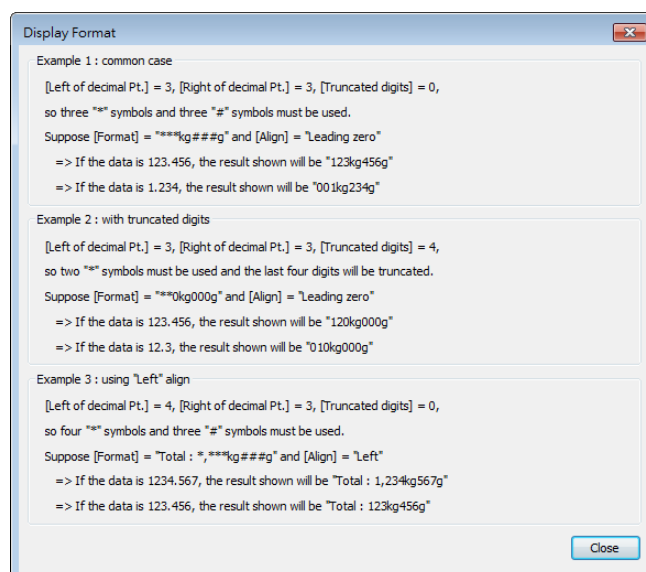 Display Format
Example 1 : common case
[Left of decimal Pt.] = 3, [Right of decimal Pt.] = 3, [Truncated digits] = 0,
so three "*" symbols and three "#" symbols must be used.
Suppose [Format] = "***kg###g" and [Align] = "Leading zero"
=> If the data is 123.456, the result shown will be "123kg456g"
=> If the data is 1.234, the result shown will be "001kg234g"
Example 2 : with truncated digits
[Left of decimal Pt.] = 3, [Right of decimal Pt.] = 3, [Truncated digits] = 4,
so two "*" symbols must be used and the last four digits will be truncated.
Suppose [Format] = "**0kg000g" and [Align] = "Leading zero"
=> If the data is 123.456, the result shown will be "120kg000g"
=> If the data is 12.3, the result shown will be "010kg000g"
Example 3 : using "Left" align
[Left of decimal Pt.] = 4, [Right of decimal Pt.] = 3, [Truncated digits] = 0,
so four "*" symbols and three "#" symbols must be used.
Suppose [Format] = "Total : *,***kg###g" and [Align] = "Left"
=> If the data is 1234.567, the result shown will be "Total : 1,234kg567g"
=> If the data is 123.456, the result shown will be "Total : 123kg456g"
Close